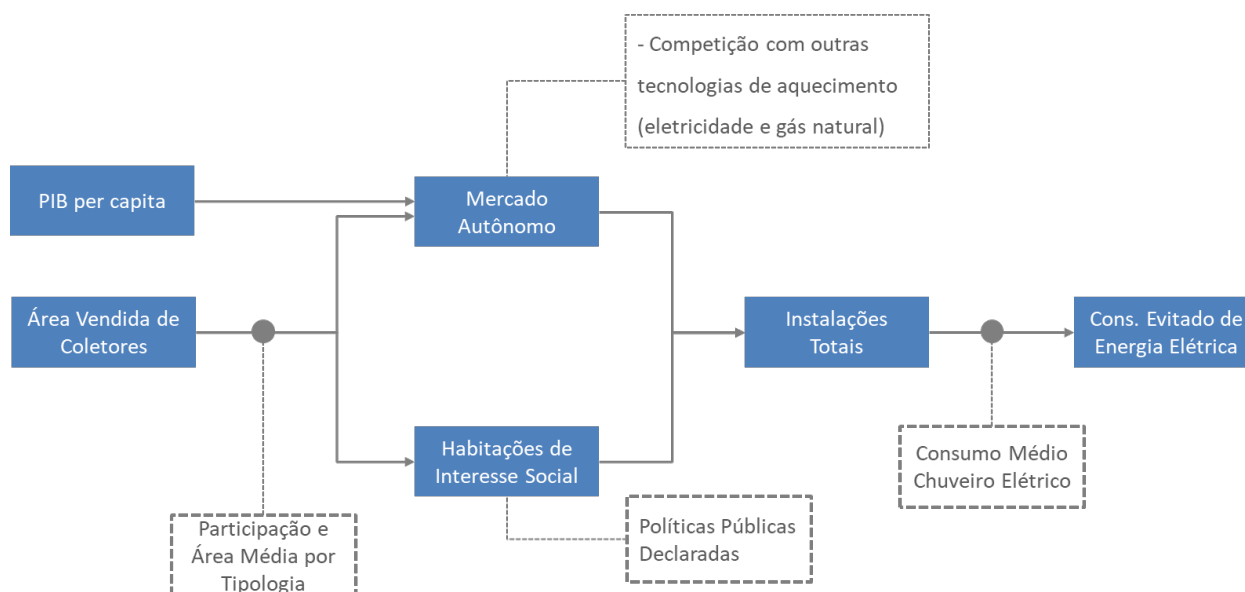 - Competição com outras
tecnologias de aquecimento
(eletricidade e gás natural)
PIB per capita
Mercado
Autônomo
Área Vendida de
Coletores
Instalações
Totais
Cons. Evitado de
Energia Elétrica
Habitações de
Interesse Social
Consumo Médio
Chuveiro Elétrico
Participação e
Área Média por
Tipologia
Políticas Públicas
Declaradas